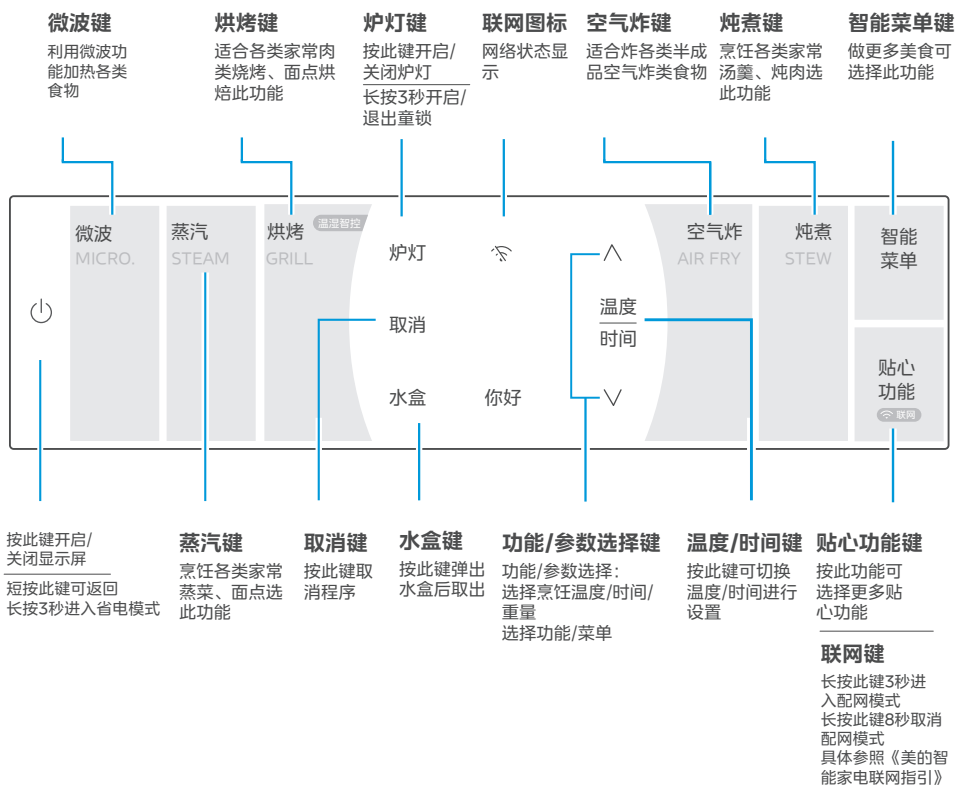 微波键
利用微波功
能加热各类
食物
烘烤键
适合各类家常肉
类烧烤、面点烘
焙此功能
炉灯键
按此键开启/
关闭炉灯
长按3秒开启/
退出童锁
联网图标
网络状态显
示
空气炸键
适合炸各类半成
品空气炸类食物
炖煮键
烹饪各类家常
汤羹、炖肉选
此功能
智能菜单键
做更多美食可
选择此功能
微波
MICRO.
蒸汽
STEAM
烘烤
温湿智控
GRILL
炉灯
取消
水盒
你好
温度
时间
空气炸
AIR FRY
炖煮
STEW
智能
菜单
贴心
功能
联网
按此键开启/
关闭显示屏
短按此键可返回
长按3秒进入省电模式
蒸汽键
烹饪各类家常
蒸菜、面点选
此功能
取消键
按此键取
消程序
水盒键
按此键弹出
水盒后取出
功能/参数选择键
功能/参数选择：
选择烹饪温度/时间/
重量
选择功能/菜单
温度/时间键
按此键可切换
温度/时间进行
设置
贴心功能键
按此功能可
选择更多贴
心功能
联网键
长按此键3秒进
入配网模式
长按此键8秒取消
配网模式
具体参照《美的智
能家电联网指引》